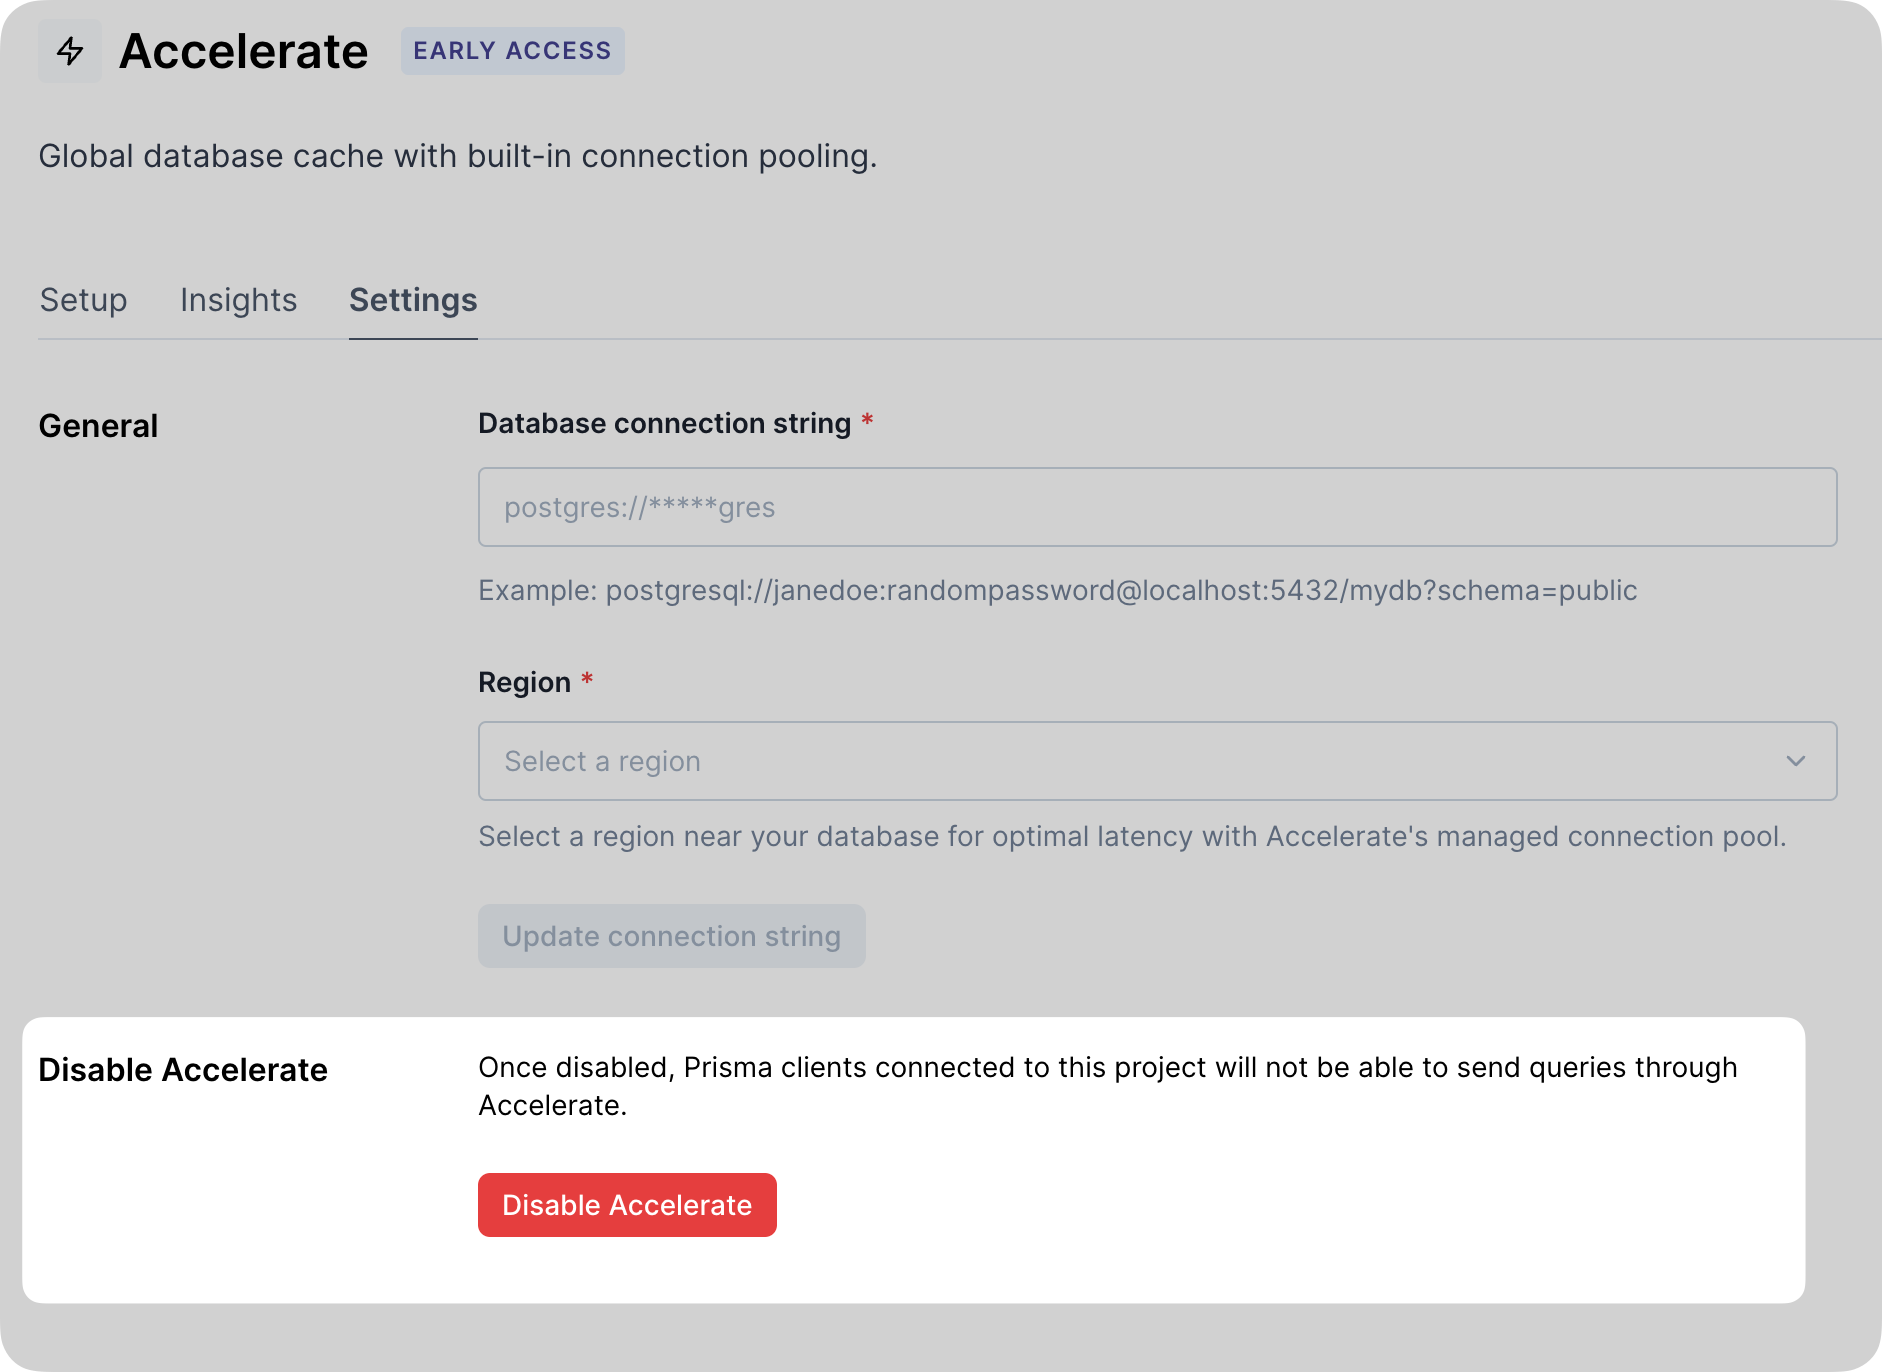 Accelerate
EARLY ACCESS
Global database cache with built-in connection pooling.
Setup Insights Settings
General
Database connection string *
postgres://*****gres
Example: postgresql://janedoe:randompassword@localhost:5432/mydb?schema=public
Region *
Select a region
Select a region near your database for optimal latency with Accelerate's managed connection pool.
Update connection string
Disable Accelerate
Once disabled, Prisma clients connected to this project will not be able to send queries through
Accelerate.
Disable Accelerate